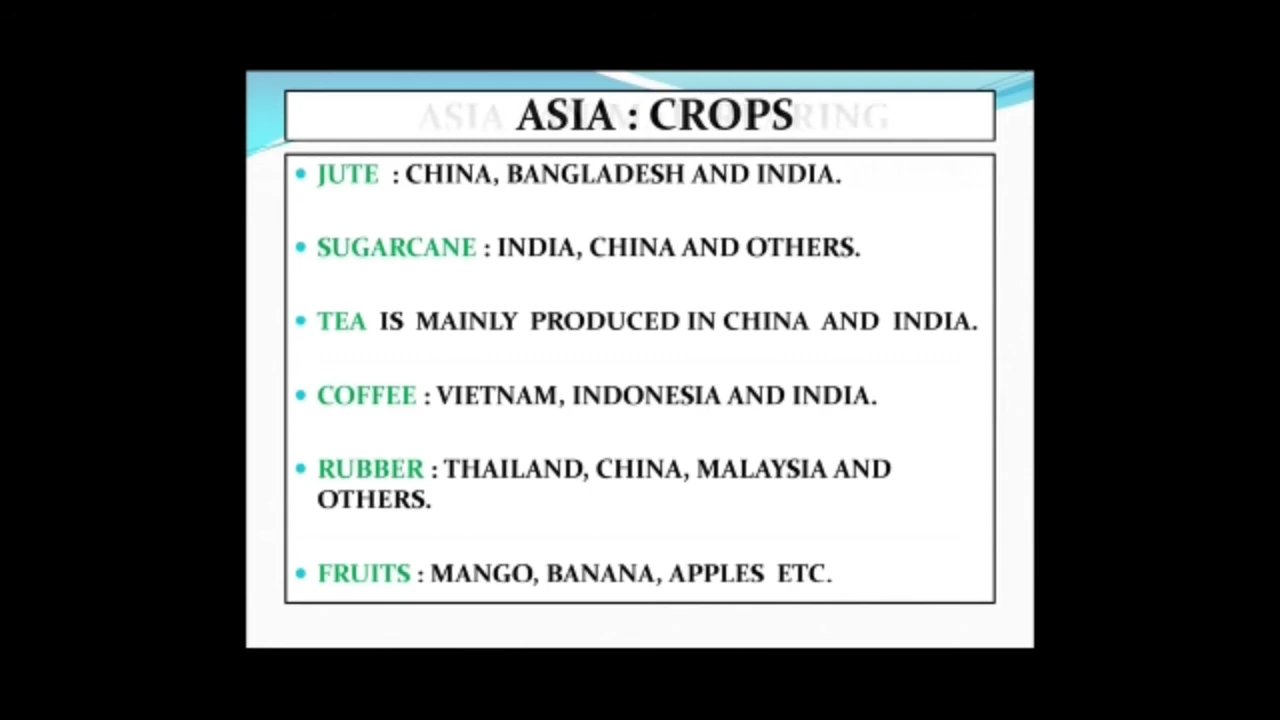 ASIA : CROPS
JUTE : CHINA, BANGLADESH AND INDIA.
SUGARCANE : INDIA, CHINA AND OTHERS.
TEA IS MAINLY PRODUCED IN CHINA AND INDIA.
COFFEE : VIETNAM, INDONESIA AND INDIA.
RUBBER : THAILAND, CHINA, MALAYSIA AND
OTHERS.
FRUITS : MANGO, BANANA, APPLES ETC.